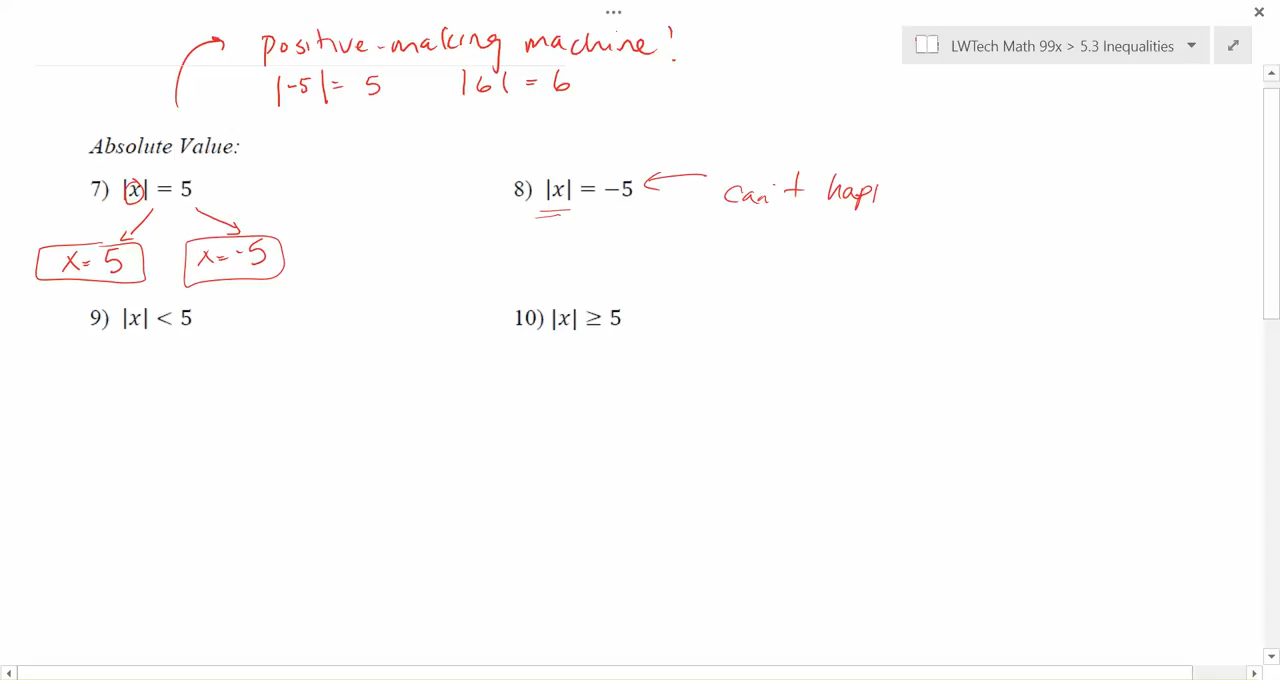 positive-making machine!
LWTech Math 99x > 5.3 Inequalities
|-5| = 5 |6| = 6
Absolute Value:
7) |x| = 5
8) |x| = −5
can't happ
x = 5
x = -5
9) |x| < 5
10) |x| ≥ 5